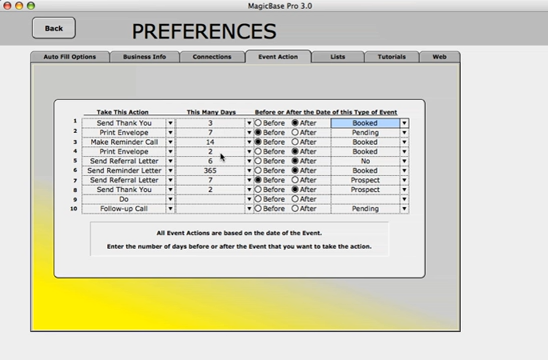 MagicBase Pro 3.0
Back
PREFERENCES
Auto Fill Options Business Info Connections Event Action Lists Tutorials Web
Take This Action This Many Days Before or After the Date of this Type of Event
1 Send Thank You 3 Before After Booked
2 Print Envelope 7 Before After Pending
3 Make Reminder Call 14 Before After Booked
4 Print Envelope 2 Before After Booked
5 Send Referral Letter 6 Before After No
6 Send Reminder Letter 365 Before After Booked
7 Send Referral Letter 7 Before After Prospect
8 Send Thank You 2 Before After Prospect
9 Do Before After
10 Follow-up Call Before After Pending
All Event Actions are based on the date of the Event.
Enter the number of days before or after the Event that you want to take the action.